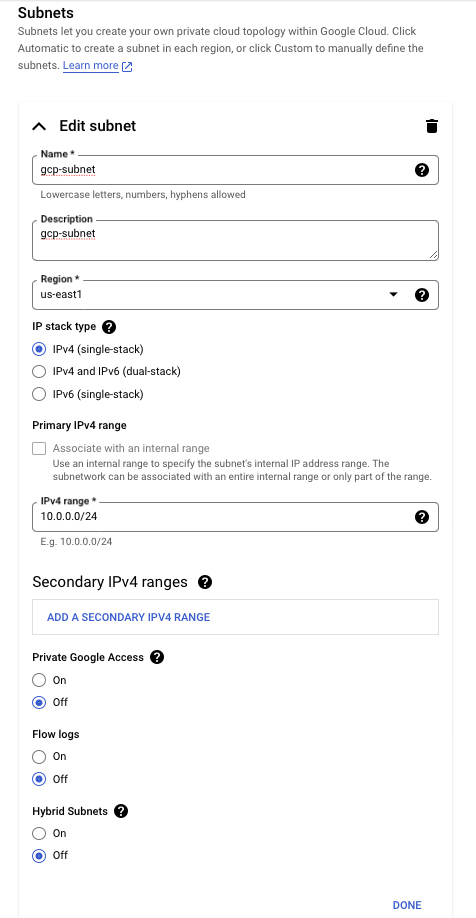 Subnets
Subnets let you create your own private cloud topology within Google Cloud. Click
Automatic to create a subnet in each region, or click Custom to manually define the
subnets. Learn more
Edit subnet
Name *
gcp-subnet
Lowercase letters, numbers, hyphens allowed
Description
gcp-subnet
Region *
us-east1
IP stack type
IPv4 (single-stack)
IPv4 and IPv6 (dual-stack)
IPv6 (single-stack)
Primary IPv4 range
Associate with an internal range
Use an internal range to specify the subnet's internal IP address range. The
subnetwork can be associated with an entire internal range or only part of the range.
IPv4 range *
10.0.0.0/24
E.g. 10.0.0.0/24
Secondary IPv4 ranges
ADD A SECONDARY IPV4 RANGE
Private Google Access
On
Off
Flow logs
On
Off
Hybrid Subnets
On
Off
DONE